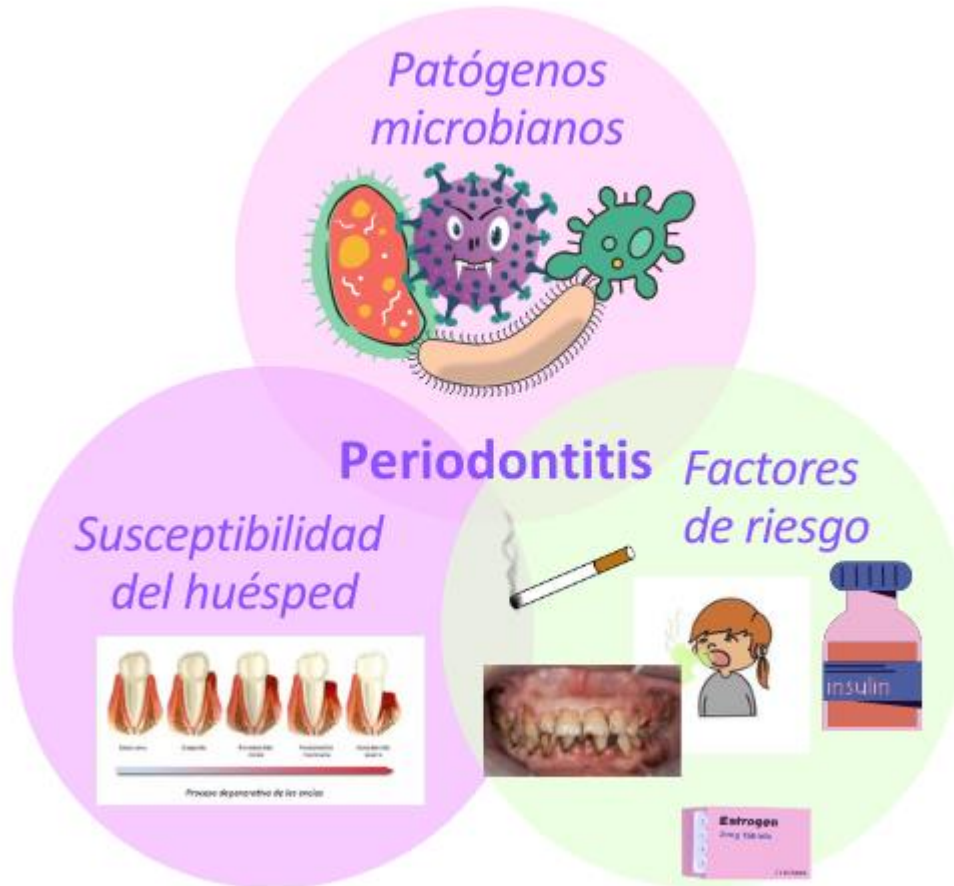 Patógenos
microbianos
Periodontitis
Factores
de riesgo
Susceptibilidad
del huésped
insulin
Proceso degenerativo de las encías
Estrogen